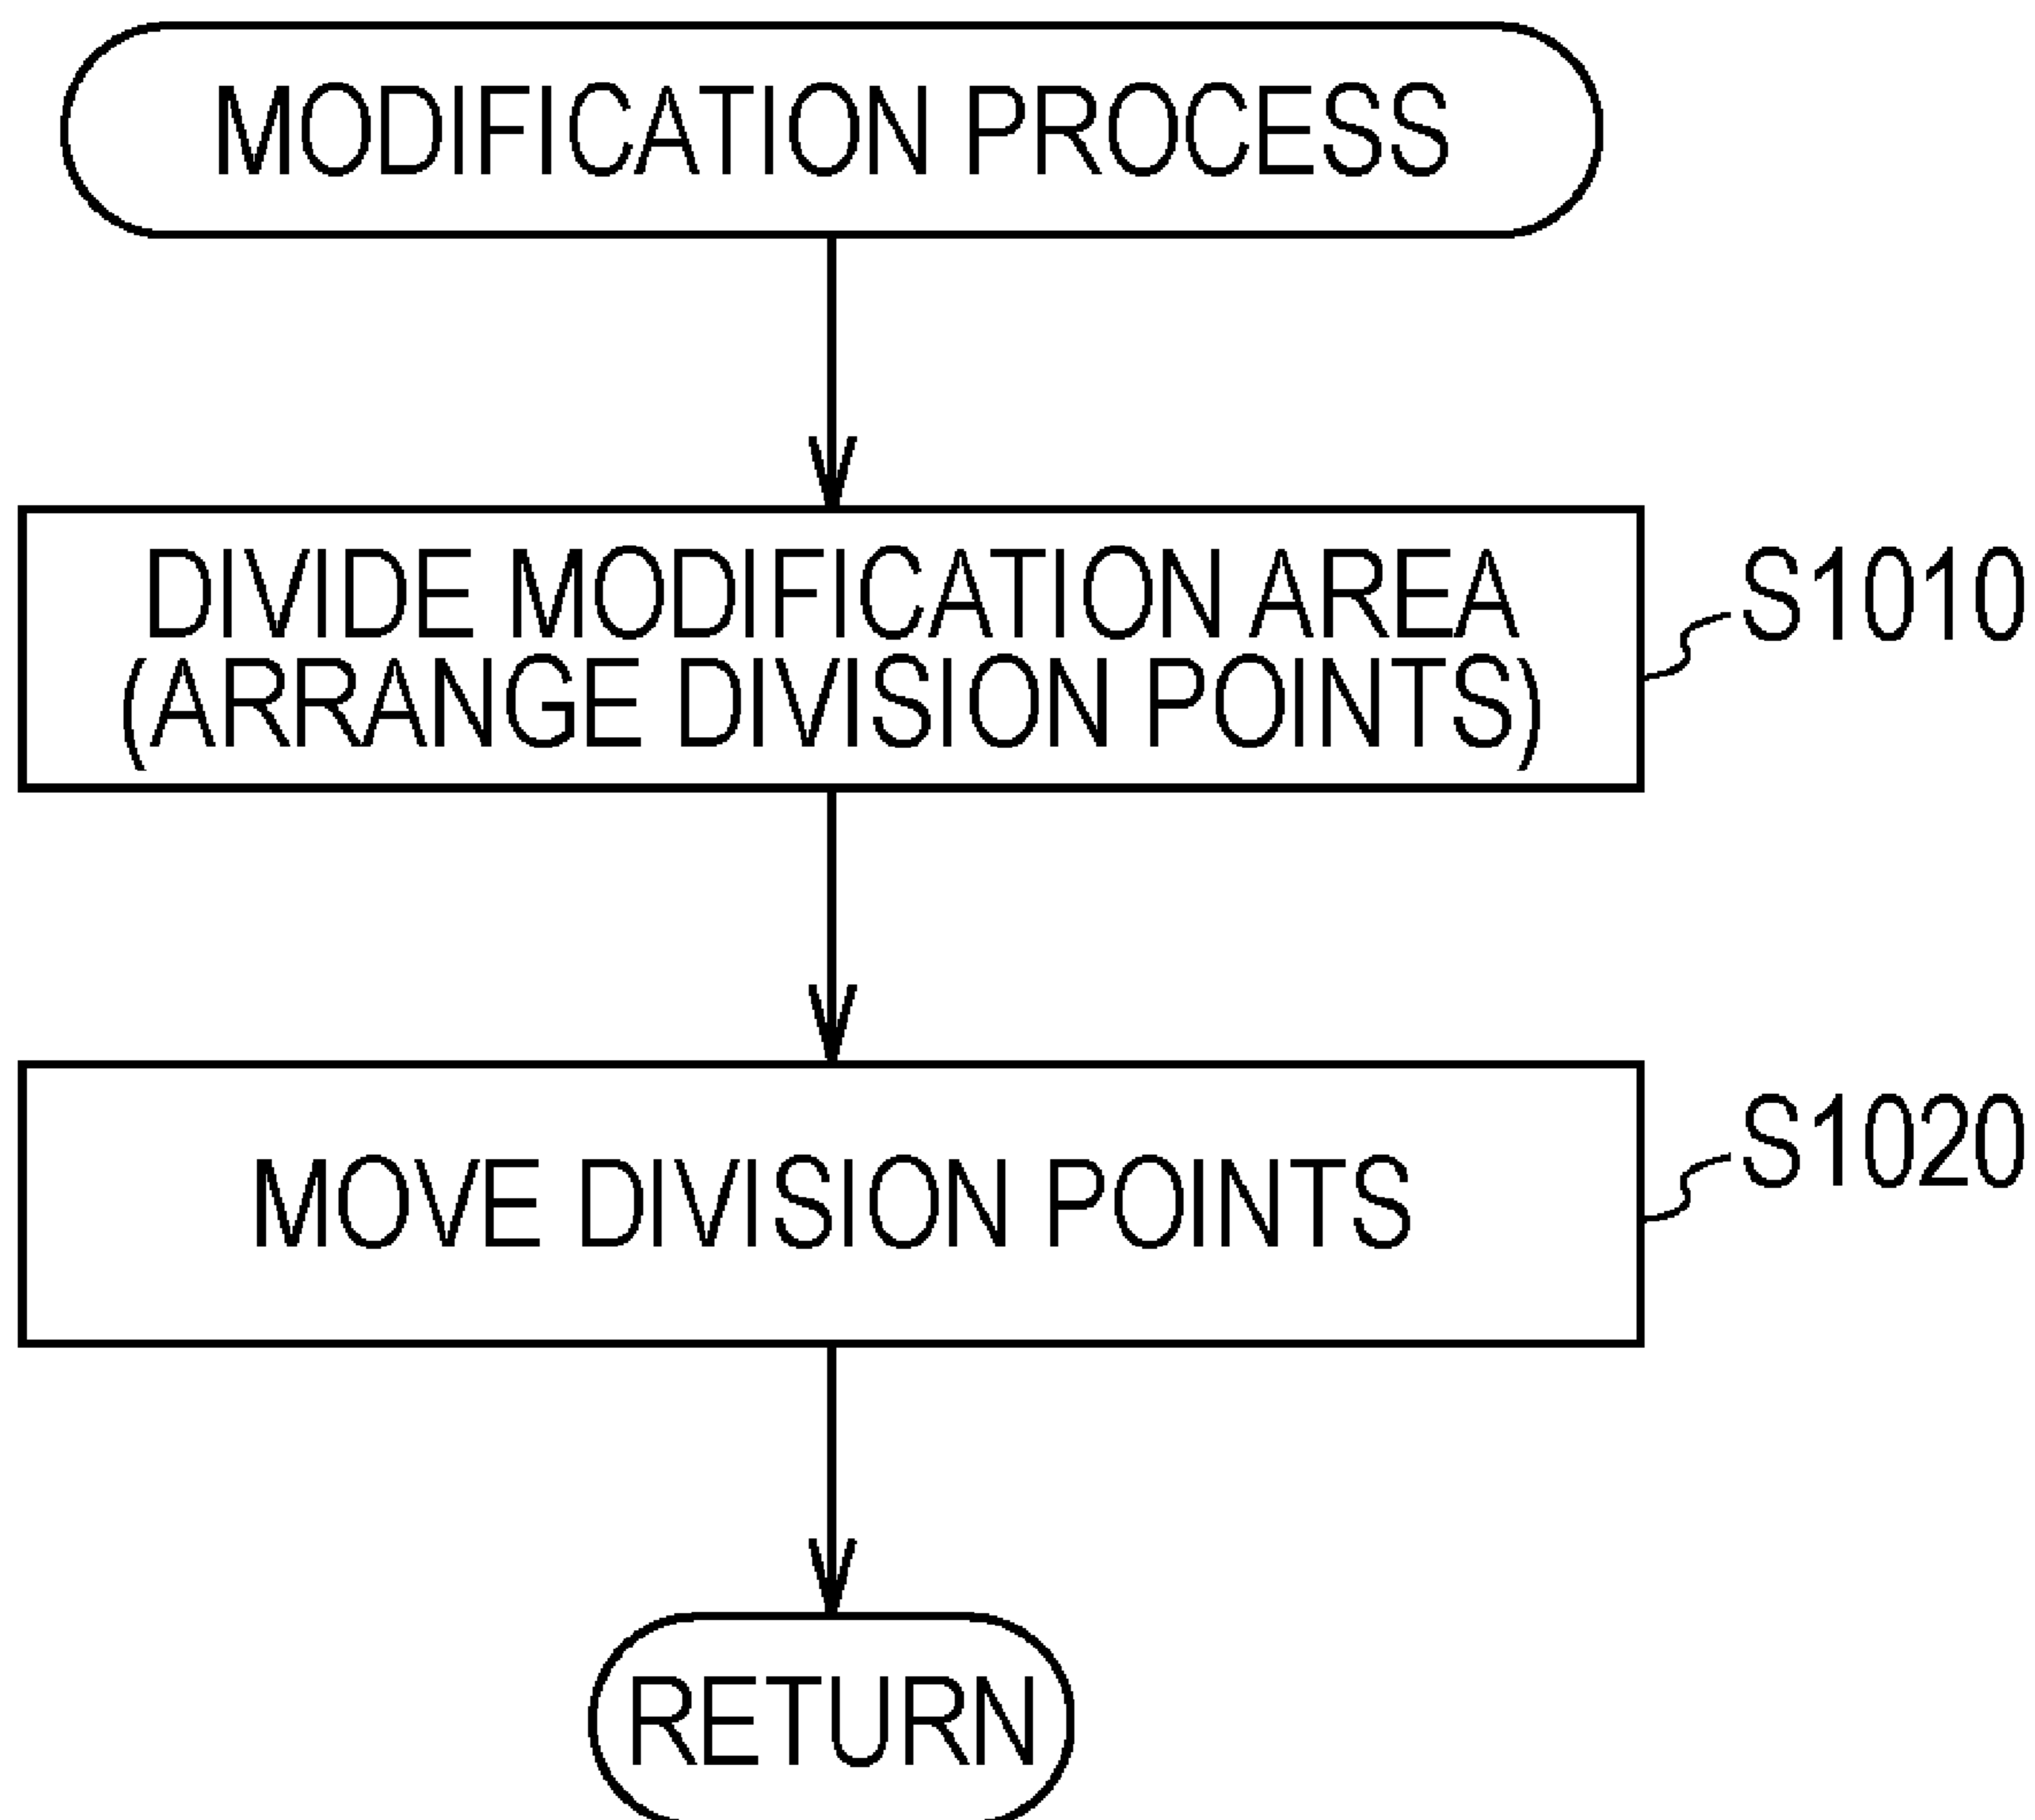 MODIFICATION PROCESS
DIVIDE MODIFICATION AREA
(ARRANGE DIVISION POINTS)
S1010
MOVE DIVISION POINTS
S1020
RETURN